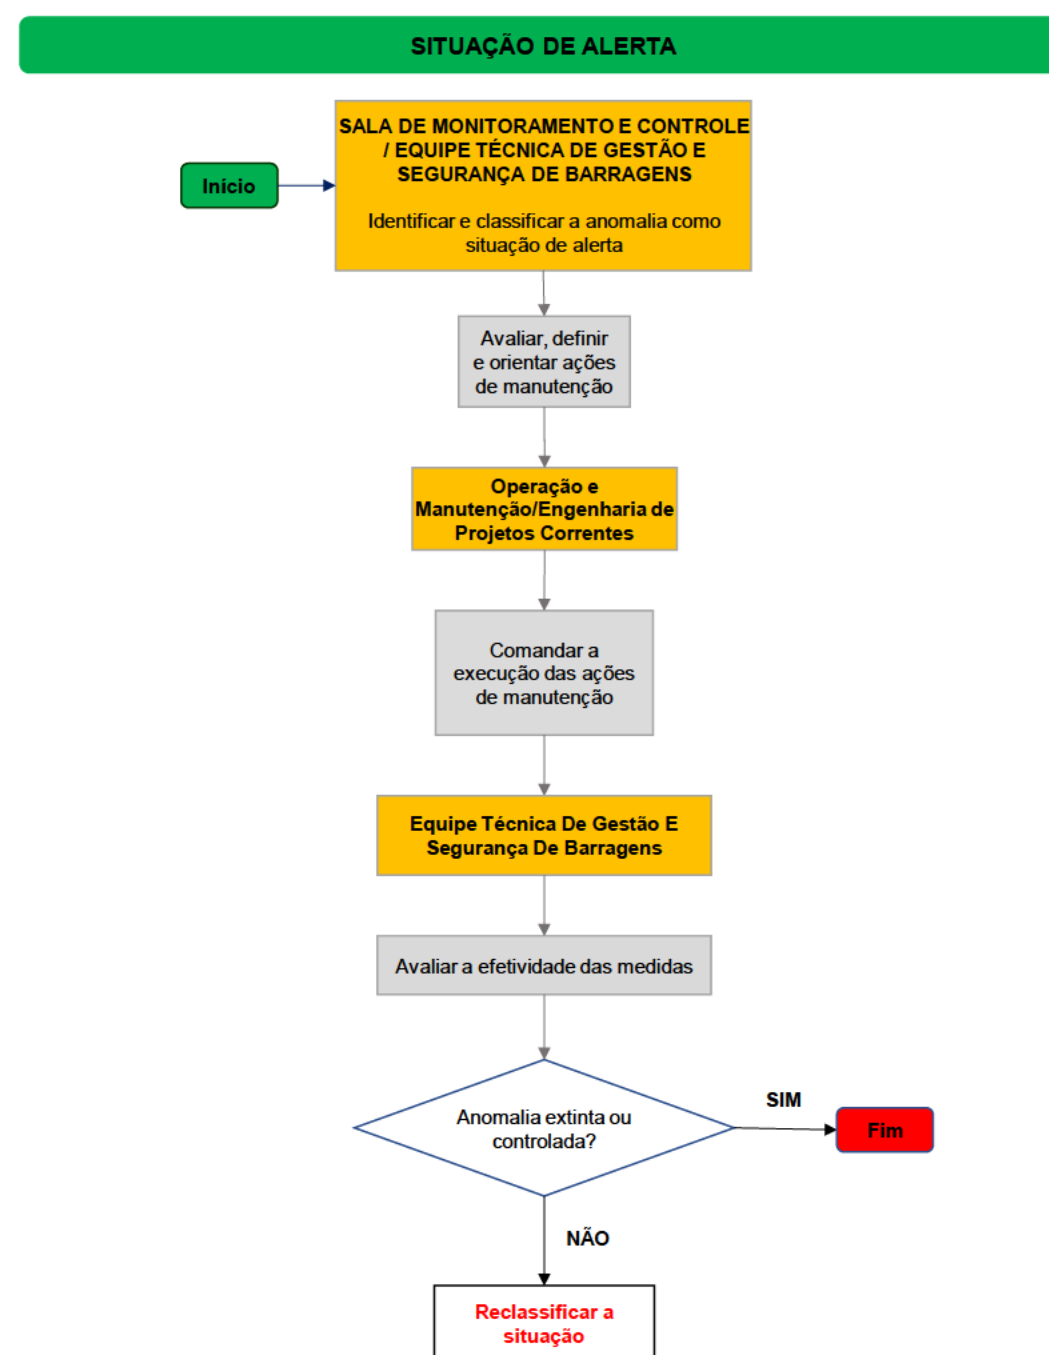 SITUAÇÃO DE ALERTA
SALA DE MONITORAMENTO E CONTROLE
/ EQUIPE TÉCNICA DE GESTÃO E
SEGURANÇA DE BARRAGENS
Início
Identificar e classificar a anomalia como
situação de alerta
Avaliar, definir
e orientar ações
de manutenção
Operação e
Manutenção/Engenharia de
Projetos Correntes
Comandar a
execução das ações
de manutenção
Equipe Técnica De Gestão E
Segurança De Barragens
Avaliar a efetividade das medidas
Anomalia extinta ou
controlada?
SIM
Fim
NÃO
Reclassificar a
situação